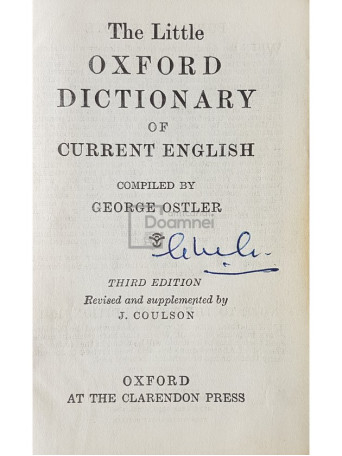 The Little
OXFORD
DICTIONARY
OF
CURRENT ENGLISH
COMPILED BY
GEORGE OSTLER
Doamnei
THIRD EDITION
Revised and supplemented by
J. COULSON
OXFORD
AT THE CLARENDON PRESS